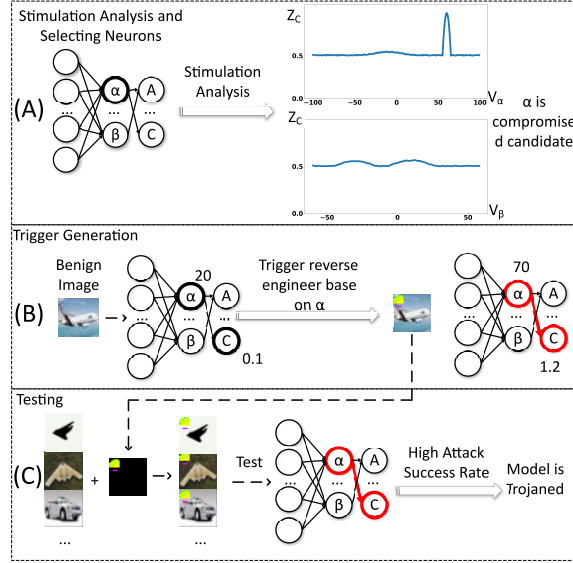 Stimulation Analysis and
Selecting Neurons
(A)
α
A
...
...
...
β
C
Stimulation
Analysis
Z_C
0.5
0.0
−100
−50
0
50
100
V_α
Z_C
0.5
0.0
−50
0
50
V_β
α is
compromise
d candidate
Trigger Generation
(B)
Benign
Image
20
α
A
...
...
...
β
C
0.1
Trigger reverse
engineer base
on α
70
α
A
...
...
...
β
C
1.2
Testing
(C)
+
...
...
Test
α
A
...
...
...
β
C
High Attack
Success Rate
Model is
Trojaned